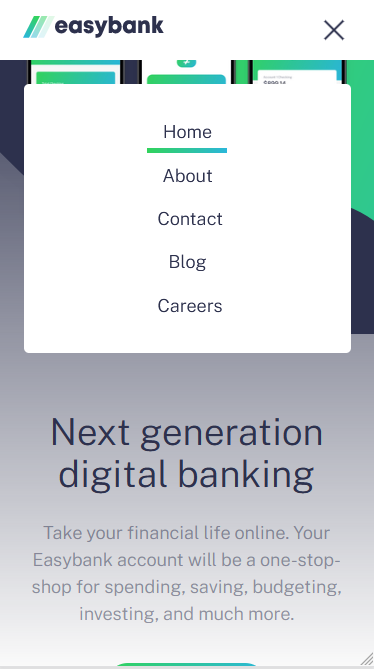 easybank
Home
About
Contact
Blog
Careers
Next generation
digital banking
Take your financial life online. Your
Easybank account will be a one-stop-
shop for spending, saving, budgeting,
investing, and much more.